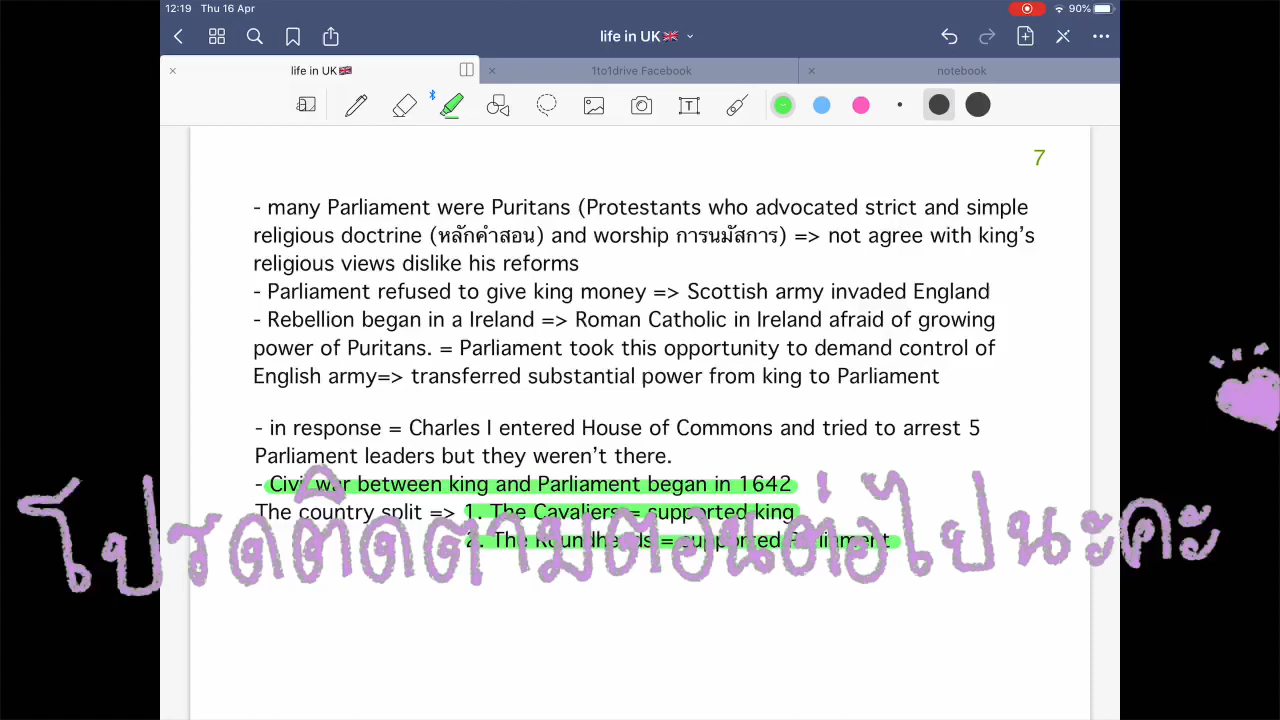 12:19 Thu 16 Apr
90%
life in UK🇬🇧
life in UK🇬🇧
1to1drive Facebook
notebook
7
- many Parliament were Puritans (Protestants who advocated strict and simple
religious doctrine (หลักคำสอน) and worship การนมัสการ) => not agree with king's
religious views dislike his reforms
- Parliament refused to give king money => Scottish army invaded England
- Rebellion began in a Ireland => Roman Catholic in Ireland afraid of growing
power of Puritans. = Parliament took this opportunity to demand control of
English army=> transferred substantial power from king to Parliament
- in response = Charles I entered House of Commons and tried to arrest 5
Parliament leaders but they weren't there.
- Civil war between king and Parliament began in 1642
The country split => 1. The Cavaliers = supported king
2. The Roundheads = supported Parliament
โปรดติดตามตอนต่อไปนะคะ